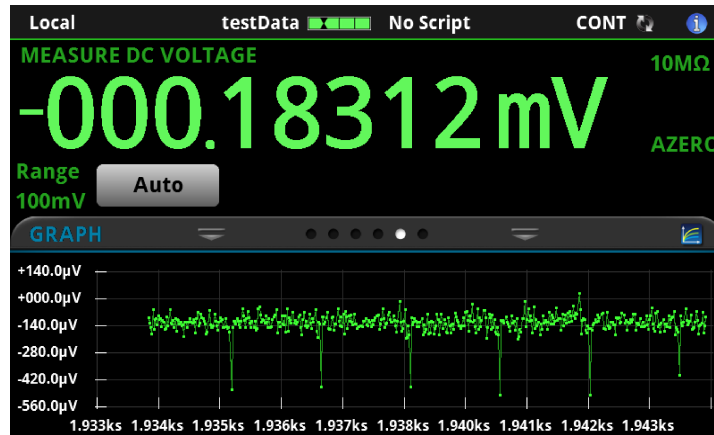 Local testData No Script CONT i
MEASURE DC VOLTAGE
10MΩ
-000.18312 mV
AZERO
Range
100mV
Auto
GRAPH
+140.0µV
+000.0µV
-140.0µV
-280.0µV
-420.0µV
-560.0µV
1.933ks 1.934ks 1.935ks 1.936ks 1.937ks 1.938ks 1.940ks 1.941ks 1.942ks 1.943ks